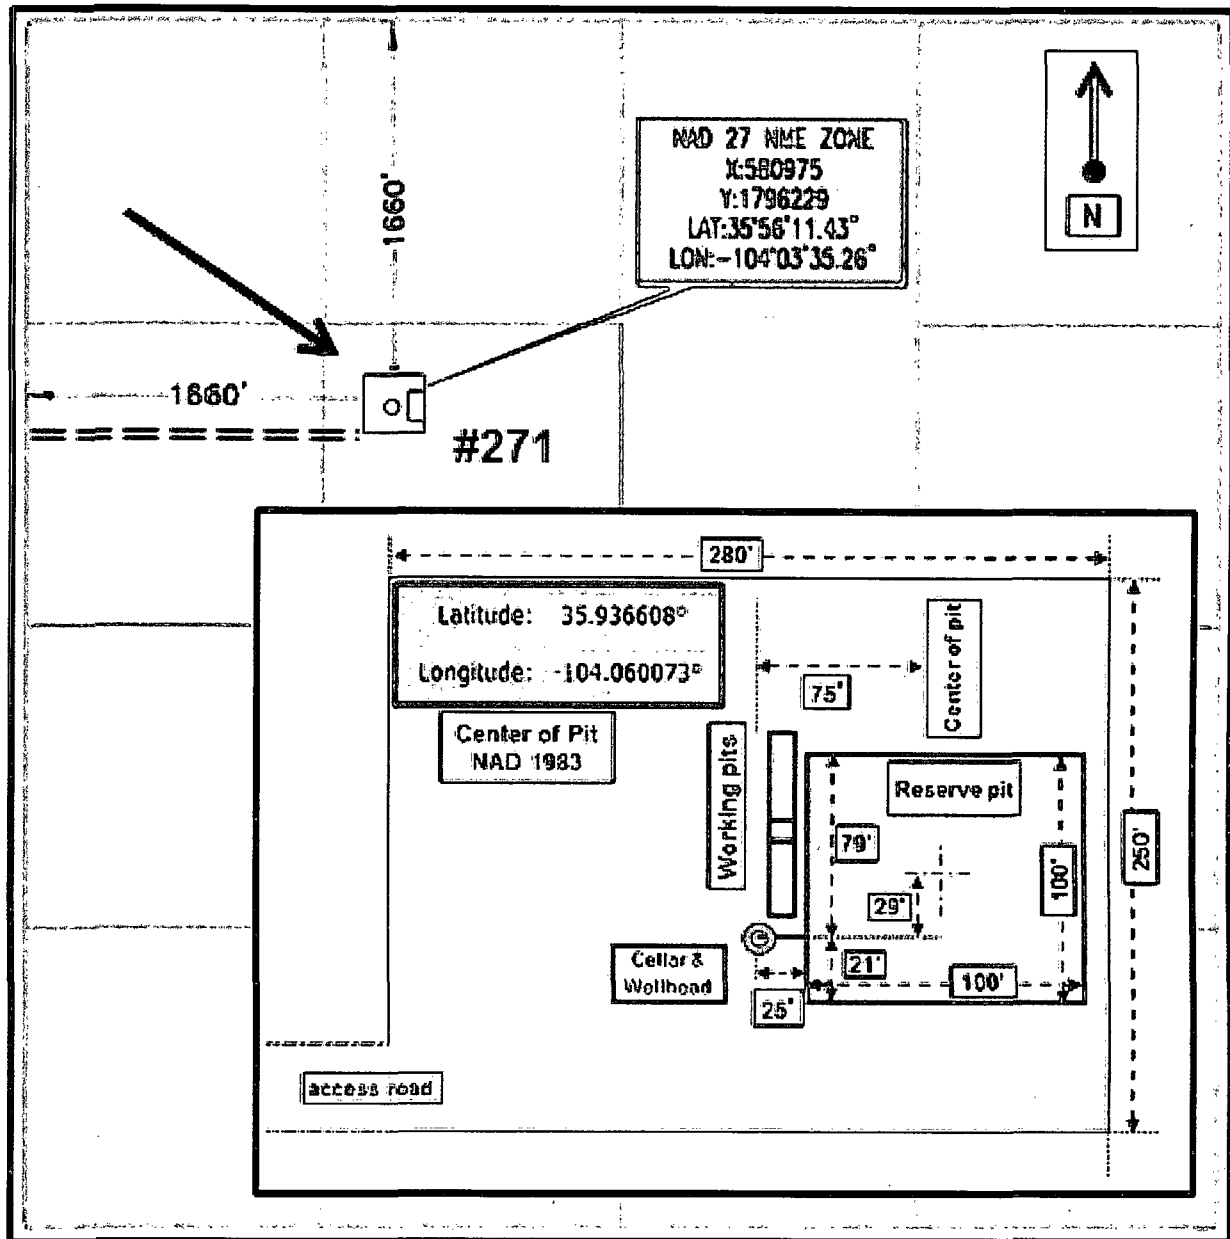 1660'
NAD 27 NME ZONE
X:580975
Y:1796229
LAT:35°56'11.43"
LON:-104°03'35.26"
N
1660'
#271
280'
Latitude: 35.936608°
Longitude: -104.060073°
Center of pit
75'
Center of Pit
NAD 1983
Working pits
Reserve pit
79'
100'
250'
29'
Cellar &
Wellhead
21'
100'
25'
access road